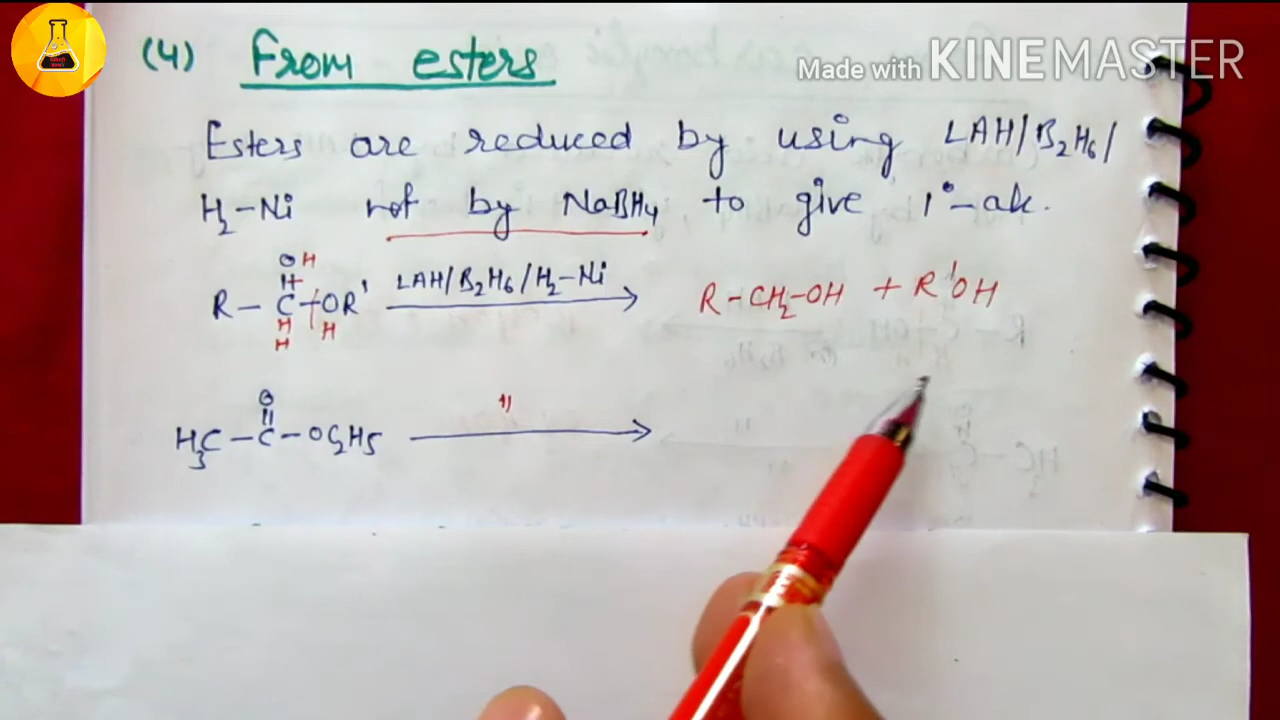 (4) From esters
Made with KINEMASTER
Esters are reduced by using LAH/B2H6/
H2-Ni not by NaBH4 to give 1°-alc.
O H
R - C - OR' LAH/B2H6/H2-Ni → R-CH2-OH + R'OH
H H
H
O
H3C - C - OC2H5 " →